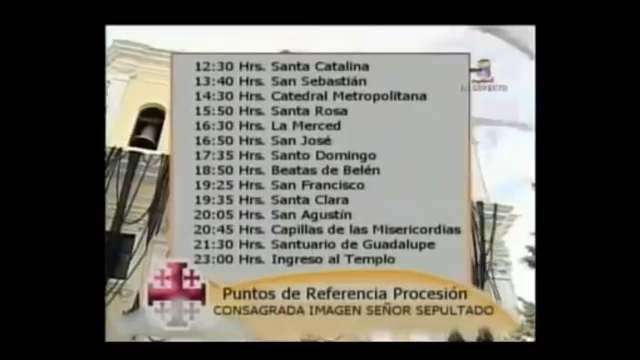 12:30 Hrs. Santa Catalina
13:40 Hrs. San Sebastián
14:30 Hrs. Catedral Metropolitana
15:50 Hrs. Santa Rosa
16:30 Hrs. La Merced
16:50 Hrs. San José
17:35 Hrs. Santo Domingo
18:50 Hrs. Beatas de Belén
19:25 Hrs. San Francisco
19:35 Hrs. Santa Clara
20:05 Hrs. San Agustín
20:45 Hrs. Capillas de las Misericordias
21:30 Hrs. Santuario de Guadalupe
23:00 Hrs. Ingreso al Templo
Puntos de Referencia Procesión
CONSAGRADA IMAGEN SEÑOR SEPULTADO